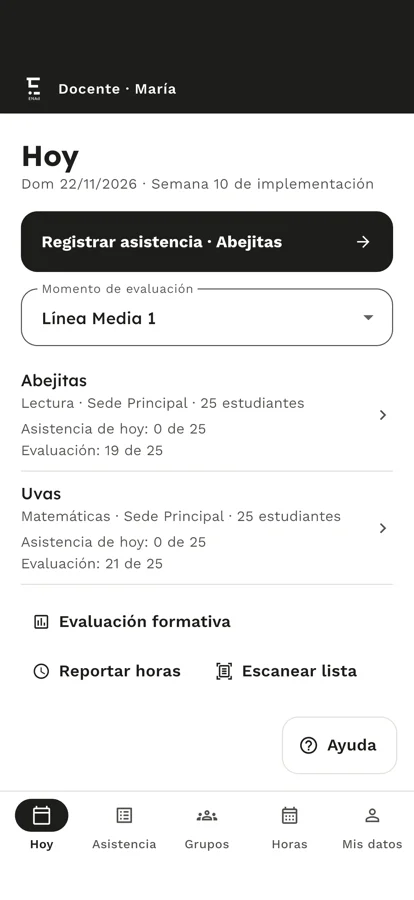 EMAÚ
Docente · María
Hoy
Dom 22/11/2026 · Semana 10 de implementación
Registrar asistencia · Abejitas
Momento de evaluación
Línea Media 1
Abejitas
Lectura · Sede Principal · 25 estudiantes
Asistencia de hoy: 0 de 25
Evaluación: 19 de 25
Uvas
Matemáticas · Sede Principal · 25 estudiantes
Asistencia de hoy: 0 de 25
Evaluación: 21 de 25
Evaluación formativa
Reportar horas
Escanear lista
Ayuda
Hoy
Asistencia
Grupos
Horas
Mis datos